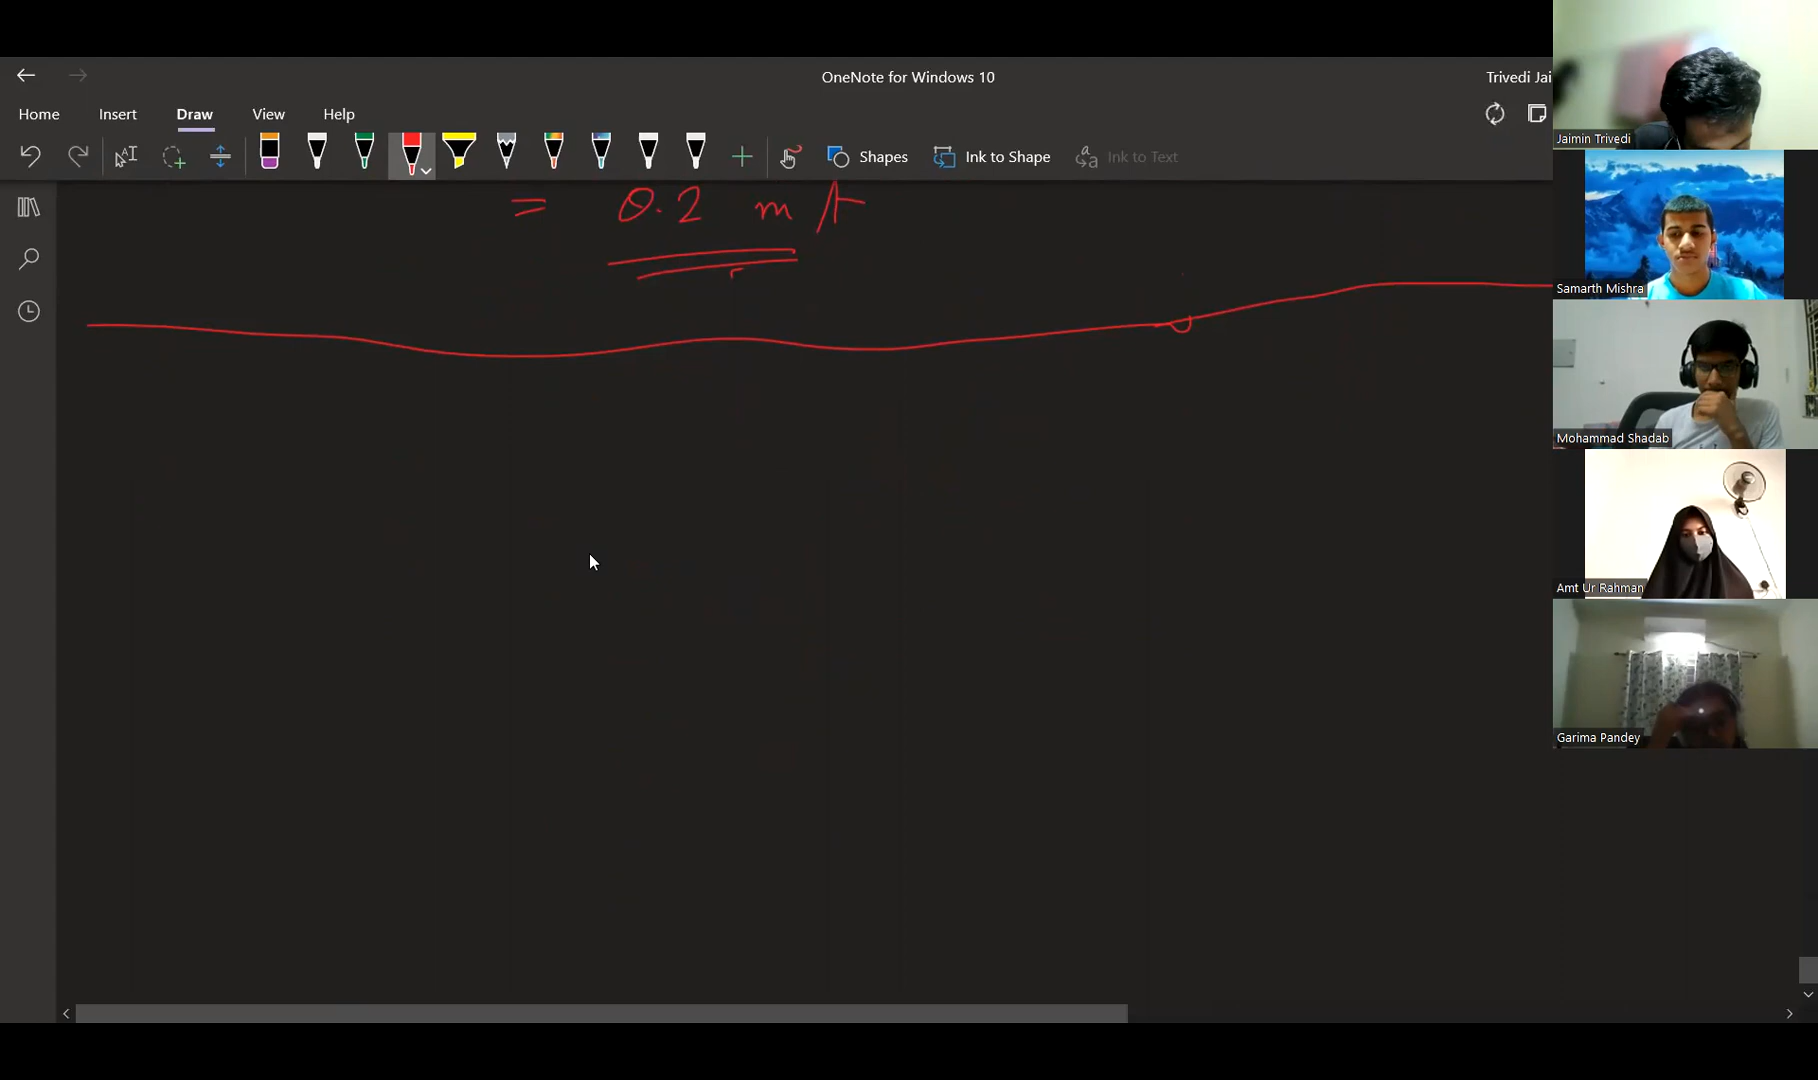 OneNote for Windows 10
Trivedi Jai
Home Insert Draw View Help
Shapes Ink to Shape Ink to Text
= 0.2 m/
Jaimin Trivedi
Samarth Mishra
Mohammad Shadab
Amt Ur Rahman
Garima Pandey